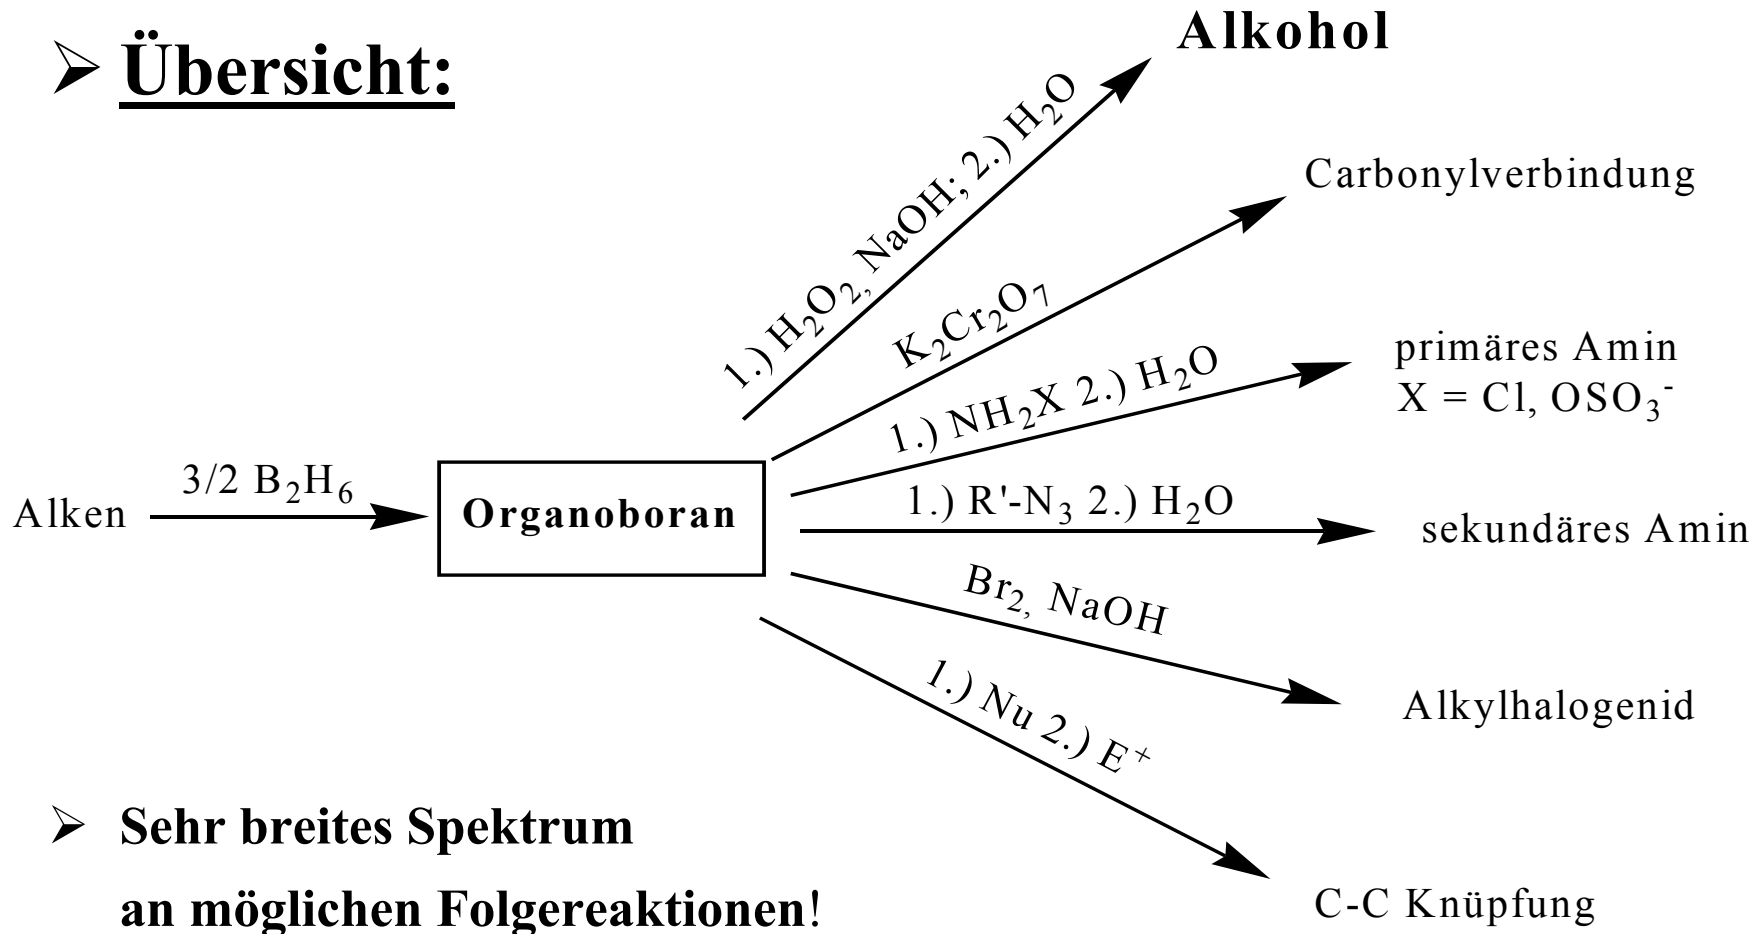 ➢ Übersicht:
Alkohol
1.) H₂O₂, NaOH; 2.) H₂O
Carbonylverbindung
K₂Cr₂O₇
primäres Amin
X = Cl, OSO₃⁻
1.) NH₂X 2.) H₂O
Alken
3/2 B₂H₆
Organoboran
1.) R'-N₃ 2.) H₂O
sekundäres Amin
Br₂, NaOH
Alkylhalogenid
1.) Nu 2.) E⁺
C-C Knüpfung
➢ Sehr breites Spektrum
an möglichen Folgereaktionen!